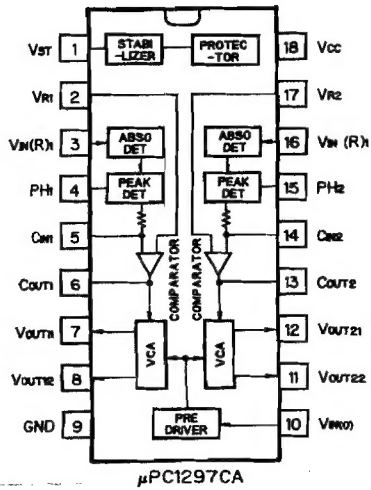 VST 1 STABI -LIZER PROTEC -TOR 18 VCC
VR1 2 17 VR2
VIN(R)1 3 ABSO DET ABSO DET 16 VIN (R)1
PH1 4 PEAK DET PEAK DET 15 PH2
CIN1 5 14 CIN2
COUT1 6 COMPARATOR COMPARATOR 13 COUT2
VOUT11 7 VCA VCA 12 VOUT21
VOUT12 8 11 VOUT22
GND 9 PRE DRIVER 10
μPC1297CA